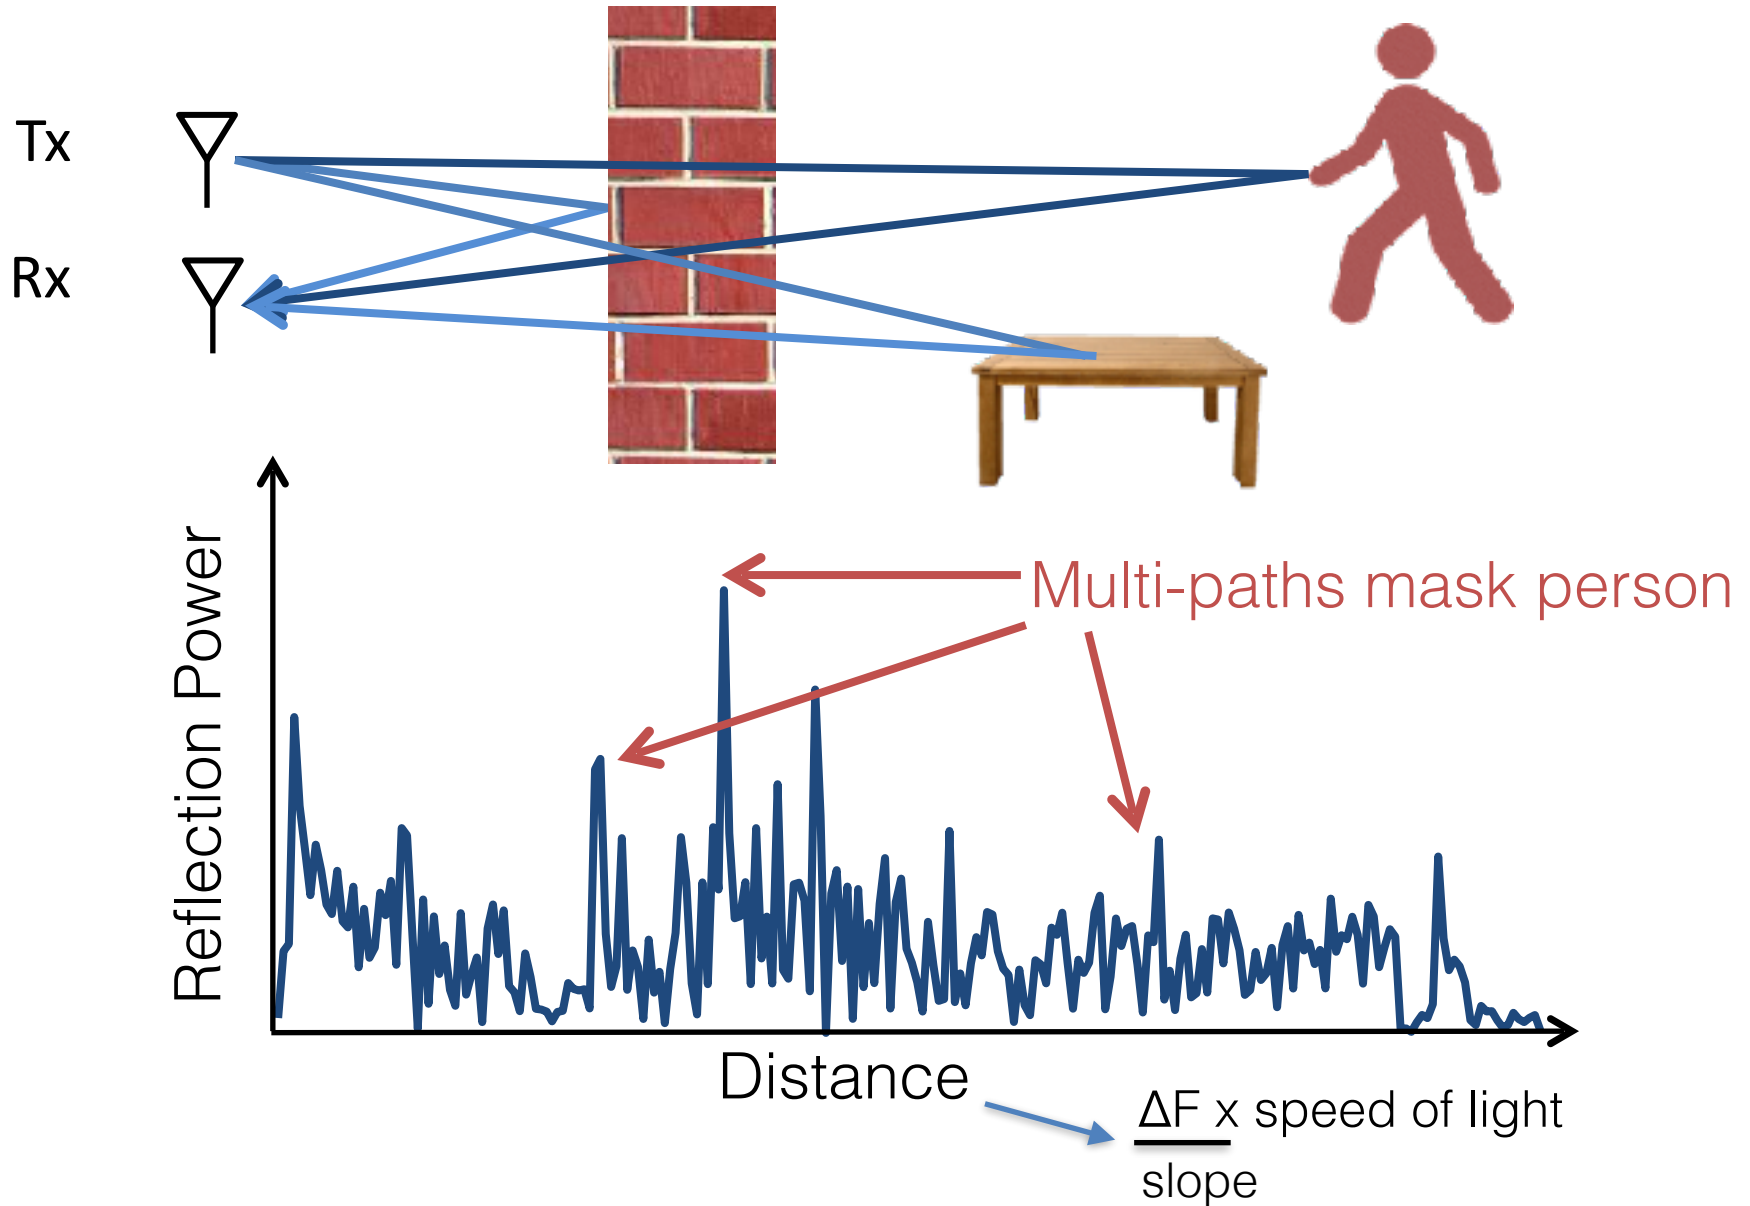 Tx
Rx
Multi-paths mask person
Reflection Power
Distance
ΔF x speed of light
slope